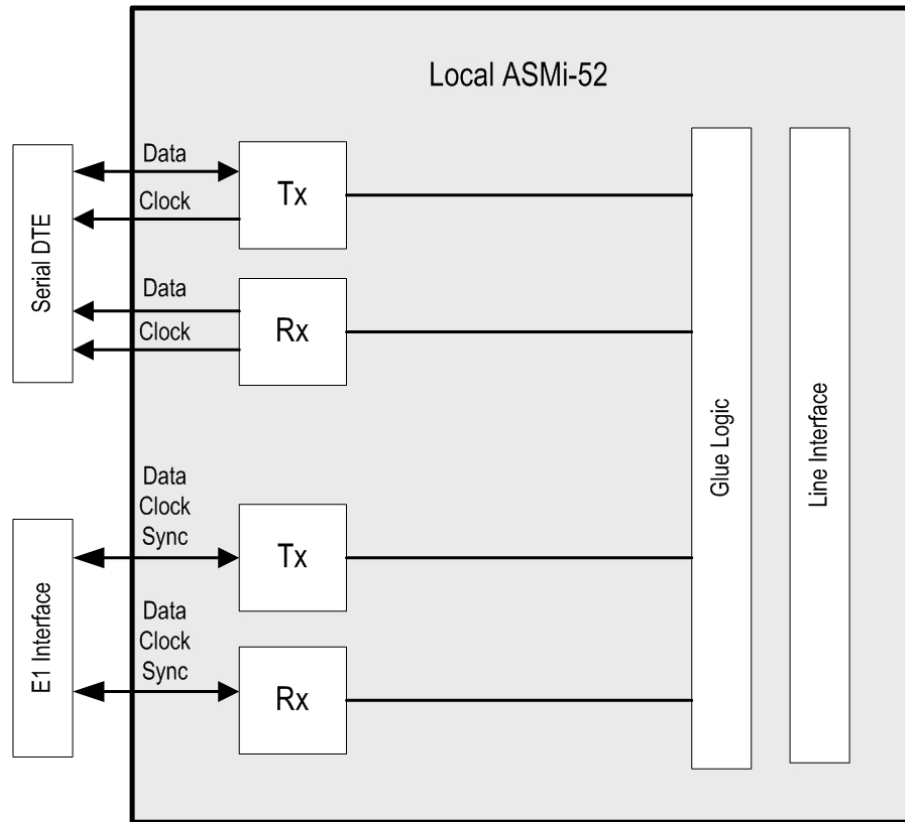 Local ASMi-52
Serial DTE
Data
Clock
Tx
Data
Clock
Rx
E1 Interface
Data
Clock
Sync
Tx
Data
Clock
Sync
Rx
Glue Logic
Line Interface